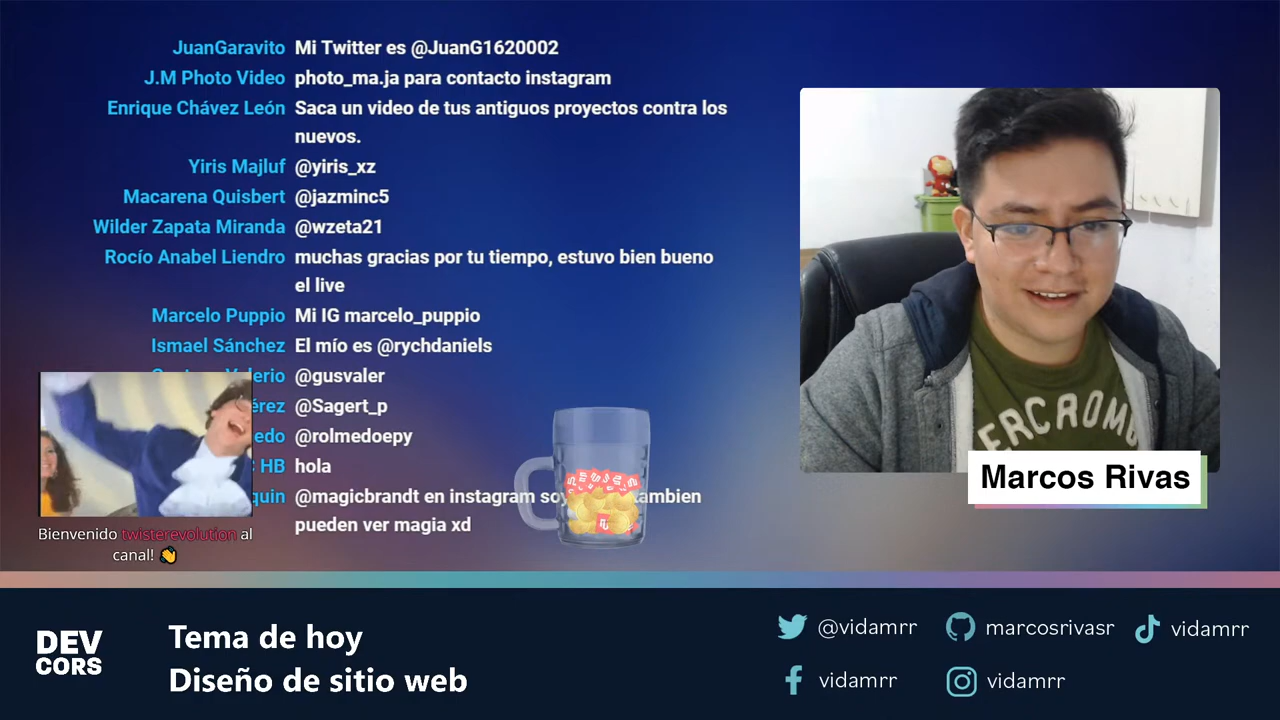 JuanGaravito Mi Twitter es @JuanG1620002
J.M Photo Video photo_ma.ja para contacto instagram
Enrique Chávez León Saca un video de tus antiguos proyectos contra los
nuevos.
Yiris Majluf @yiris_xz
Macarena Quisbert @jazminc5
Wilder Zapata Miranda @wzeta21
Rocío Anabel Liendro muchas gracias por tu tiempo, estuvo bien bueno
el live
Marcelo Puppio Mi IG marcelo_puppio
Ismael Sánchez El mío es @rychdaniels
@gusvaler
@Sagert_p
@rolmedoepy
HB hola
@magicbrandt en instagram soy tambien
pueden ver magia xd
Bienvenido twisterevolution al
canal! 👏
ERCROM
Marcos Rivas
DEV
CORS
Tema de hoy
Diseño de sitio web
@vidamrr marcosrivasr vidamrr
vidamrr vidamrr